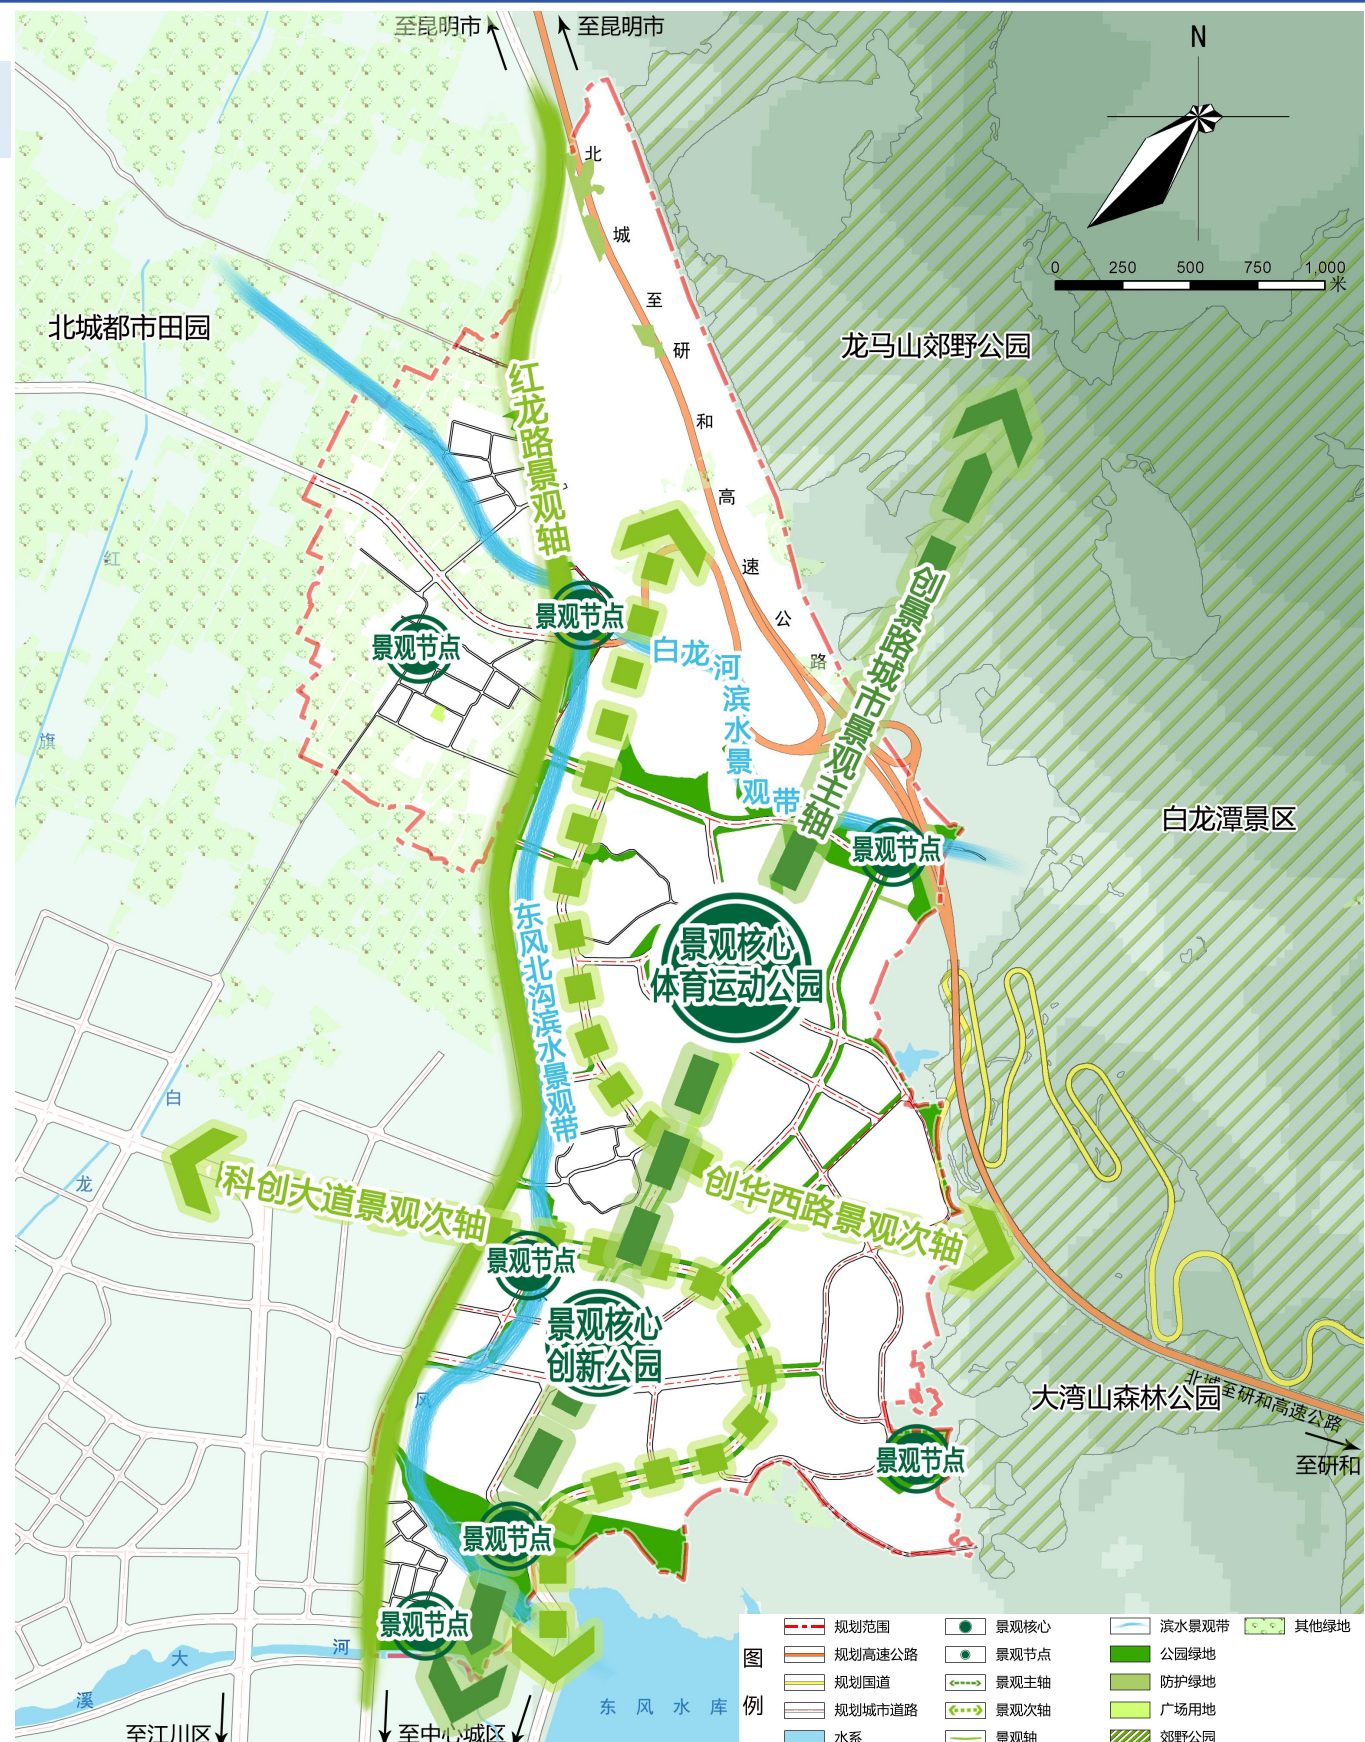 至昆明市
至昆明市
N
0 250 500 750 1,000
米
北
城
至
研
和
高
速
公
路
北城都市田园
龙马山郊野公园
红龙路景观轴
创景路城市景观主轴
红
旗
景观节点
景观节点
白龙河滨水景观带
白龙潭景区
景观节点
景观核心
体育运动公园
东风北沟滨水景观带
白
龙
科创大道景观次轴
创华西路景观次轴
景观节点
景观核心
创新公园
风
大湾山森林公园
北城至研和高速公路
至研和
景观节点
景观节点
景观节点
河
大
溪
东风水库
至江川区
至中心城区
图
例
规划范围
规划高速公路
规划国道
规划城市道路
水系
景观核心
景观节点
景观主轴
景观次轴
景观轴
滨水景观带
公园绿地
防护绿地
广场用地
郊野公园
其他绿地